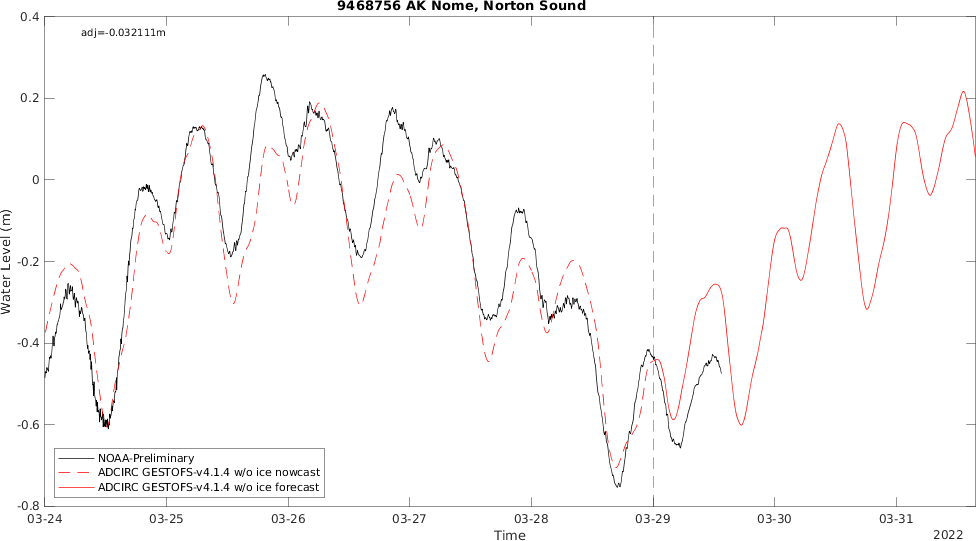 9468756 AK Nome, Norton Sound
adj=-0.032111m
0.4
0.2
0
-0.2
-0.4
-0.6
-0.8
Water Level (m)
NOAA-Preliminary
ADCIRC GESTOFS-v4.1.4 w/o ice nowcast
ADCIRC GESTOFS-v4.1.4 w/o ice forecast
03-24 03-25 03-26 03-27 03-28 03-29 03-30 03-31
Time
2022